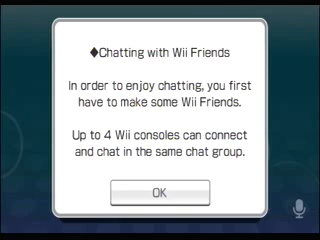 ♦Chatting with Wii Friends
In order to enjoy chatting, you first
have to make some Wii Friends.
Up to 4 Wii consoles can connect
and chat in the same chat group.
OK